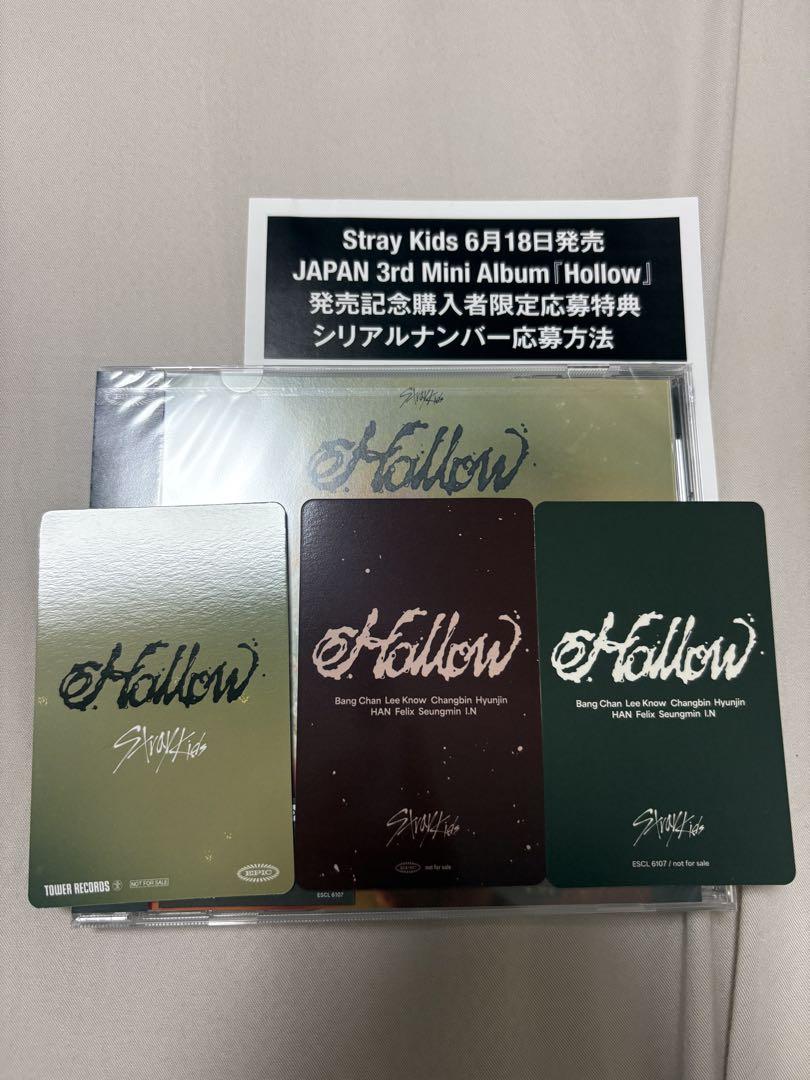 Stray Kids 6月18日発売
JAPAN 3rd Mini Album『Hollow』
発売記念購入者限定応募特典
シリアルナンバー応募方法
Stray Kids
Hollow
Hollow
Stray Kids
TOWER RECORDS
NOT FOR SALE
EPIC
Hollow
Bang Chan Lee Know Changbin Hyunjin
HAN Felix Seungmin I.N
Stray Kids
EPIC
not for sale
Hollow
Bang Chan Lee Know Changbin Hyunjin
HAN Felix Seungmin I.N
Stray Kids
ESCL 6107 / not for sale
ESCL 6107